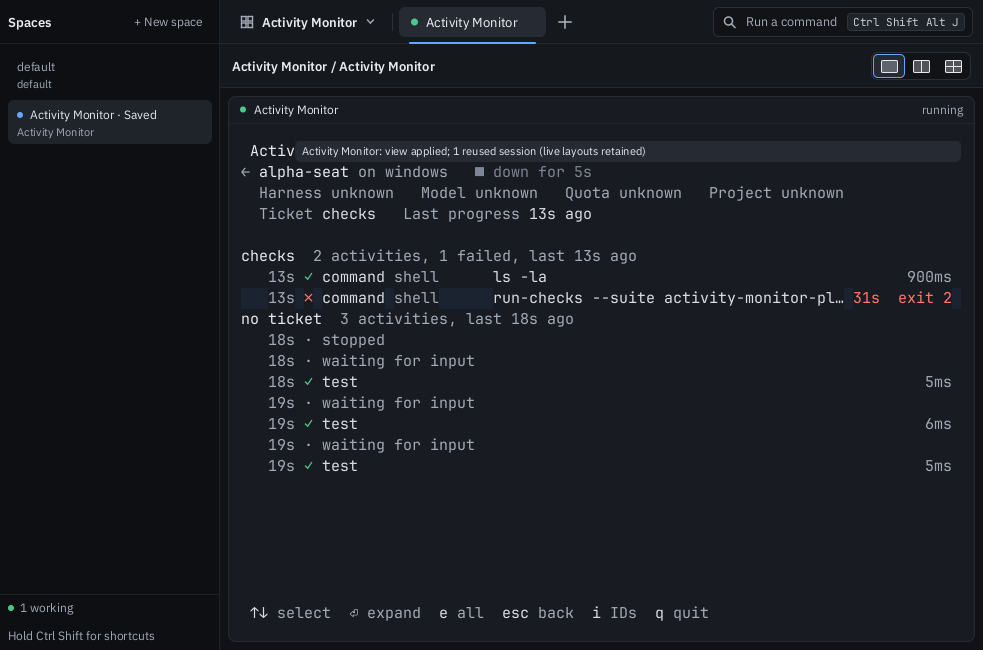 Spaces
+ New space
default
default
Activity Monitor · Saved
Activity Monitor
1 working
Hold Ctrl Shift for shortcuts
Activity Monitor
Activity Monitor
Run a command Ctrl Shift Alt J
Activity Monitor / Activity Monitor
Activity Monitor running
Activ
Activity Monitor: view applied; 1 reused session (live layouts retained)
← alpha-seat on windows ■ down for 5s
Harness unknown Model unknown Quota unknown Project unknown
Ticket checks Last progress 13s ago
checks 2 activities, 1 failed, last 13s ago
13s ✓ command shell ls -la 900ms
13s ✕ command shell run-checks --suite activity-monitor-pl… 31s exit 2
no ticket 3 activities, last 18s ago
18s · stopped
18s · waiting for input
18s ✓ test 5ms
19s · waiting for input
19s ✓ test 6ms
19s · waiting for input
19s ✓ test 5ms
↑↓ select ⏎ expand e all esc back i IDs q quit